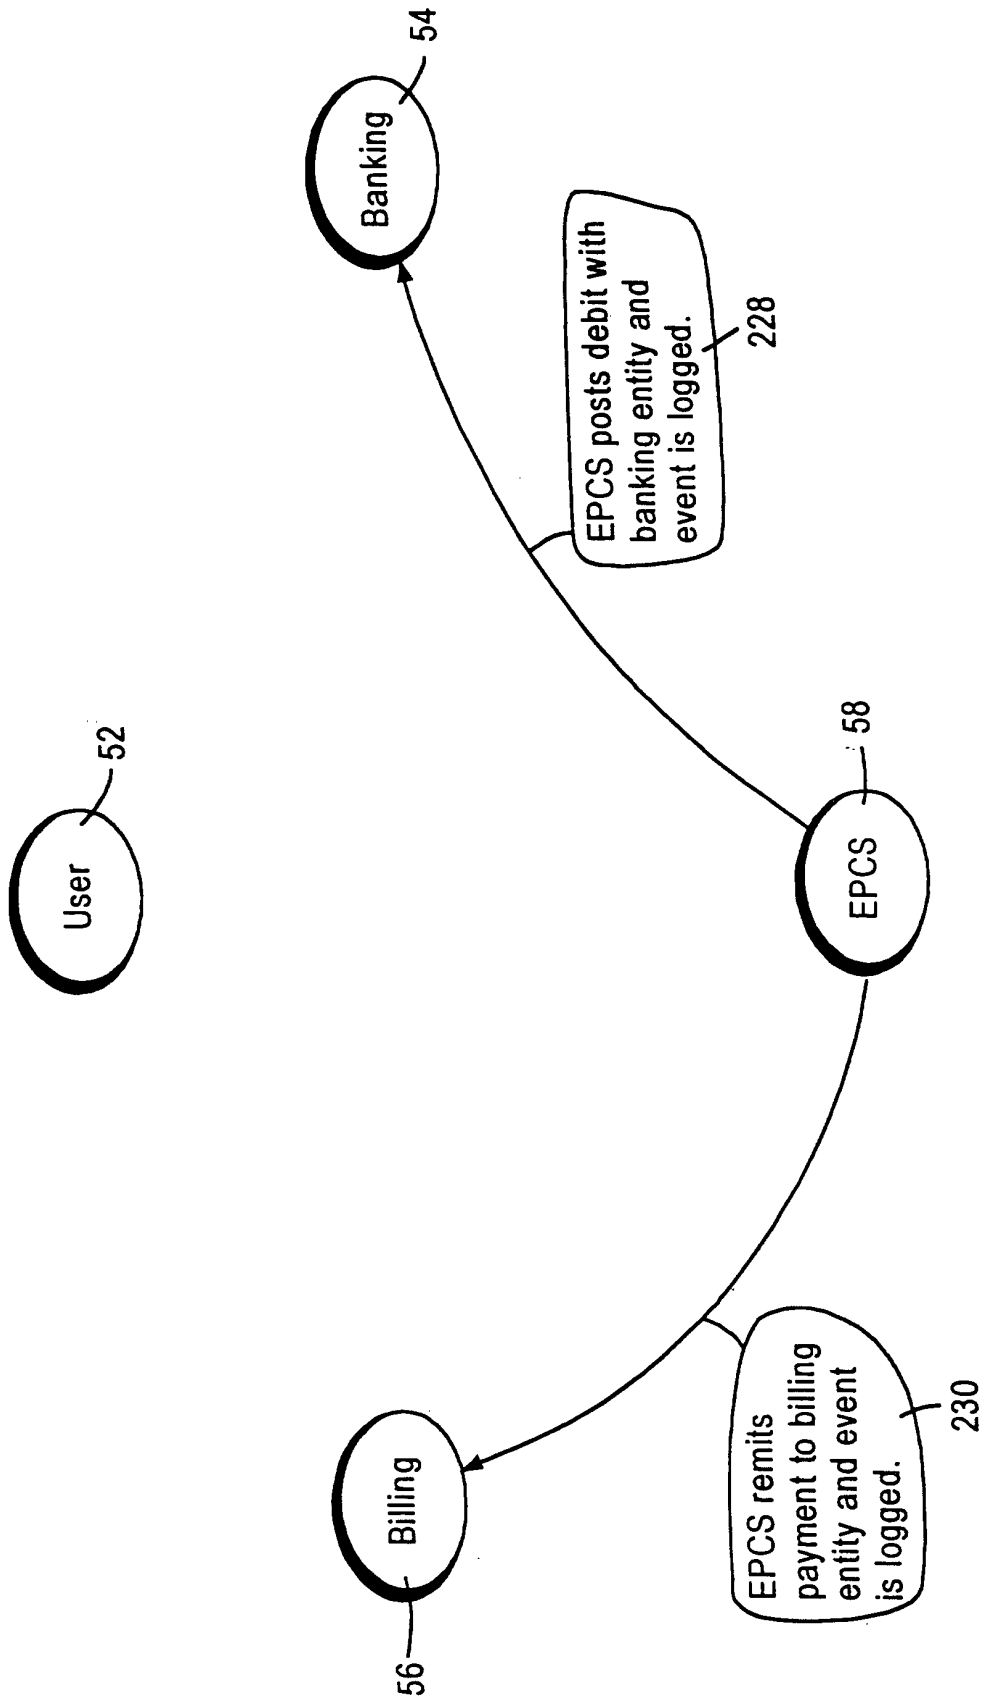 52
User
54
Banking
Billing
56
EPCS posts debit with
banking entity and
event is logged.
228
EPCS remits
payment to billing
entity and event
is logged.
230
58
EPCS